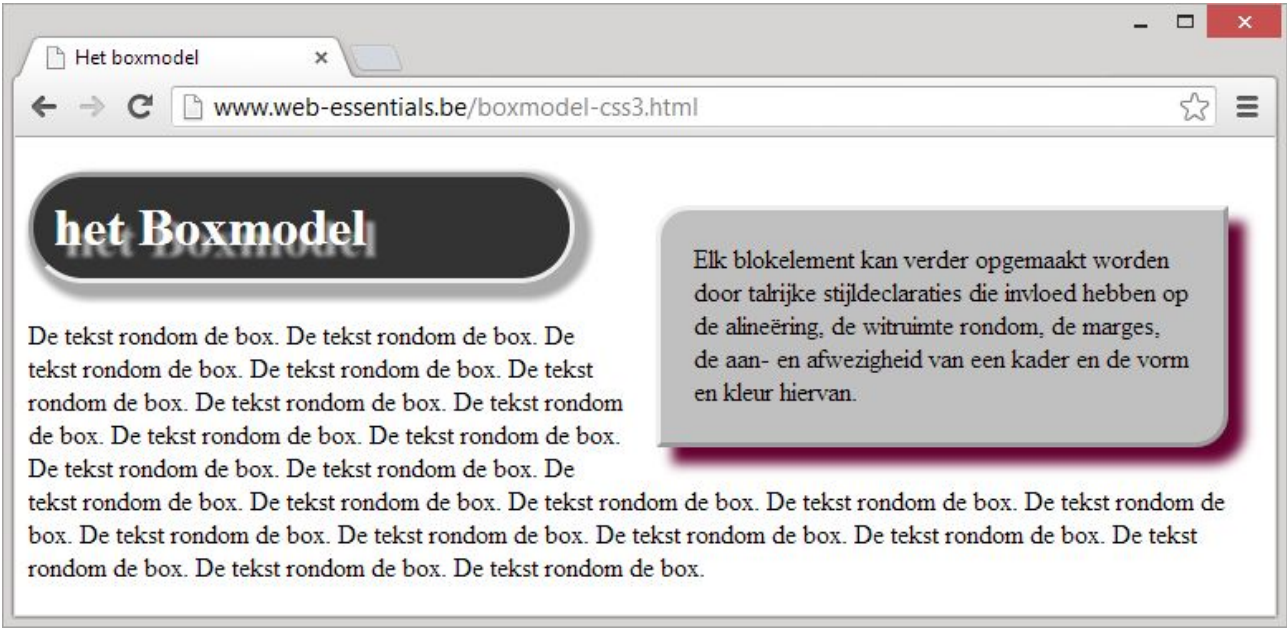 Het boxmodel
www.web-essentials.be/boxmodel-css3.html
het Boxmodel
Elk blokelement kan verder opgemaakt worden
door talrijke stijldeclaraties die invloed hebben op
de alineëring, de witruimte rondom, de marges,
de aan- en afwezigheid van een kader en de vorm
en kleur hiervan.
De tekst rondom de box. De tekst rondom de box. De
tekst rondom de box. De tekst rondom de box. De tekst
rondom de box. De tekst rondom de box. De tekst rondom
de box. De tekst rondom de box. De tekst rondom de box.
De tekst rondom de box. De tekst rondom de box. De
tekst rondom de box. De tekst rondom de box. De tekst rondom de box. De tekst rondom de box. De tekst rondom de
box. De tekst rondom de box. De tekst rondom de box. De tekst rondom de box. De tekst rondom de box. De tekst
rondom de box. De tekst rondom de box. De tekst rondom de box.